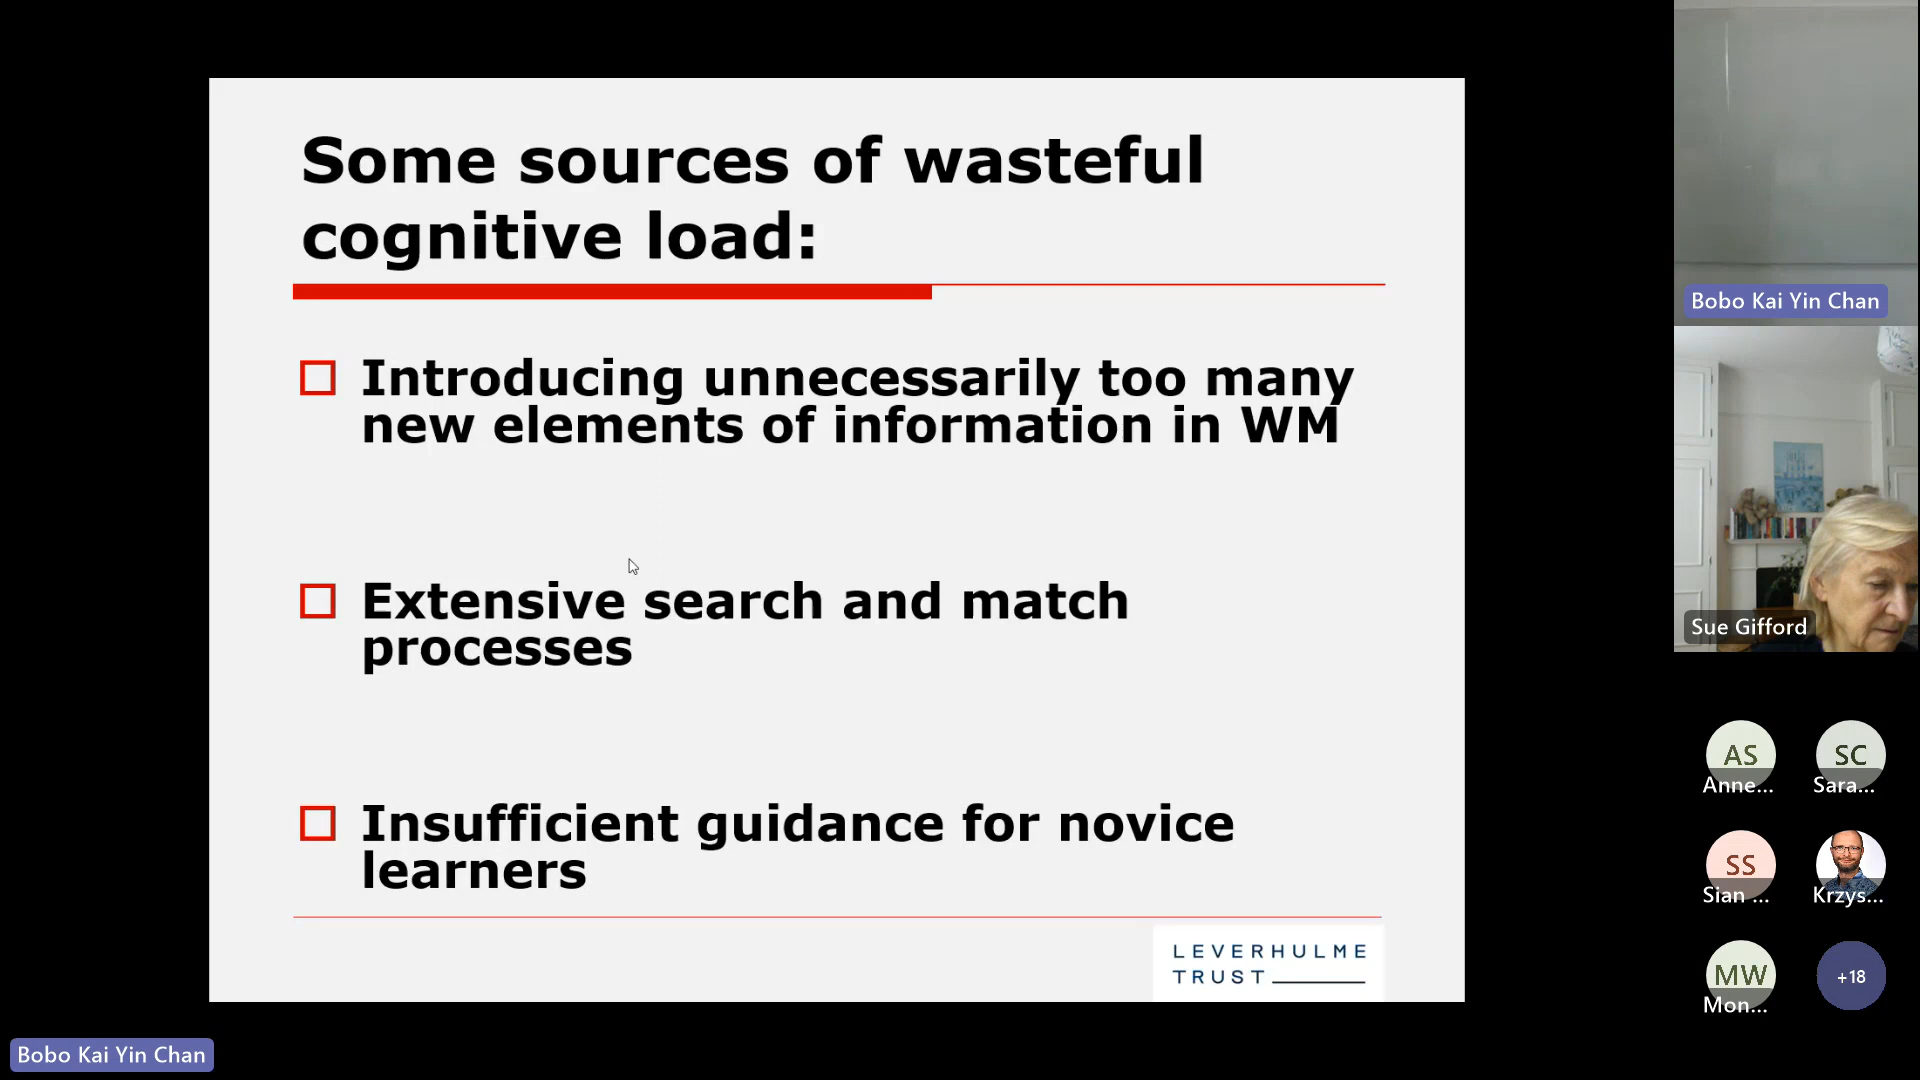 Some sources of wasteful
cognitive load:
Introducing unnecessarily too many
new elements of information in WM
Extensive search and match
processes
Insufficient guidance for novice
learners
LEVERHULME
TRUST
Bobo Kai Yin Chan
Sue Gifford
AS
Anne...
SC
Sara...
SS
Sian ...
Krzys...
MW
Mon...
+18
Bobo Kai Yin Chan